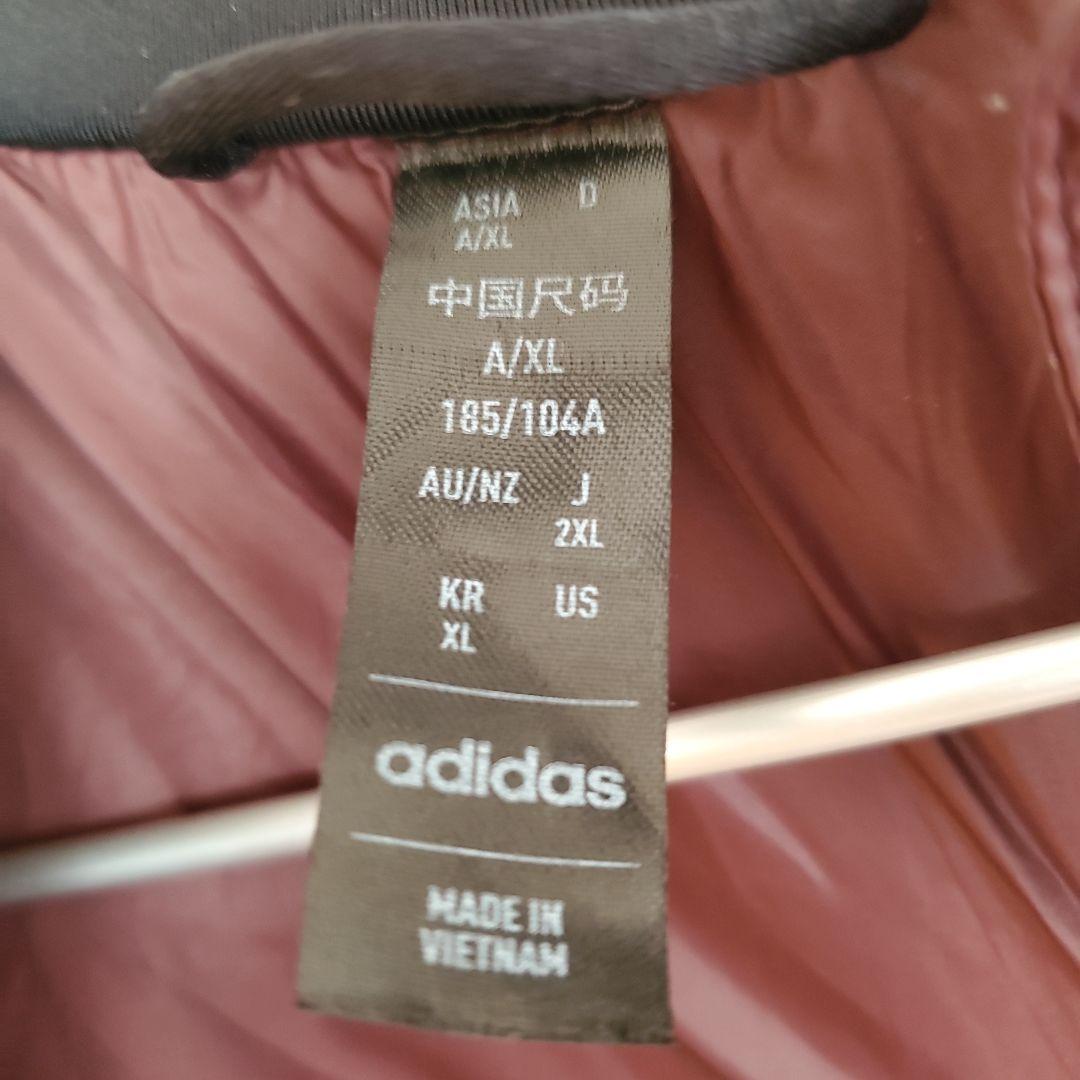 ASIA D
A/XL
中国尺码
A/XL
185/104A
AU/NZ J
2XL
KR US
XL
adidas
MADE IN
VIETNAM